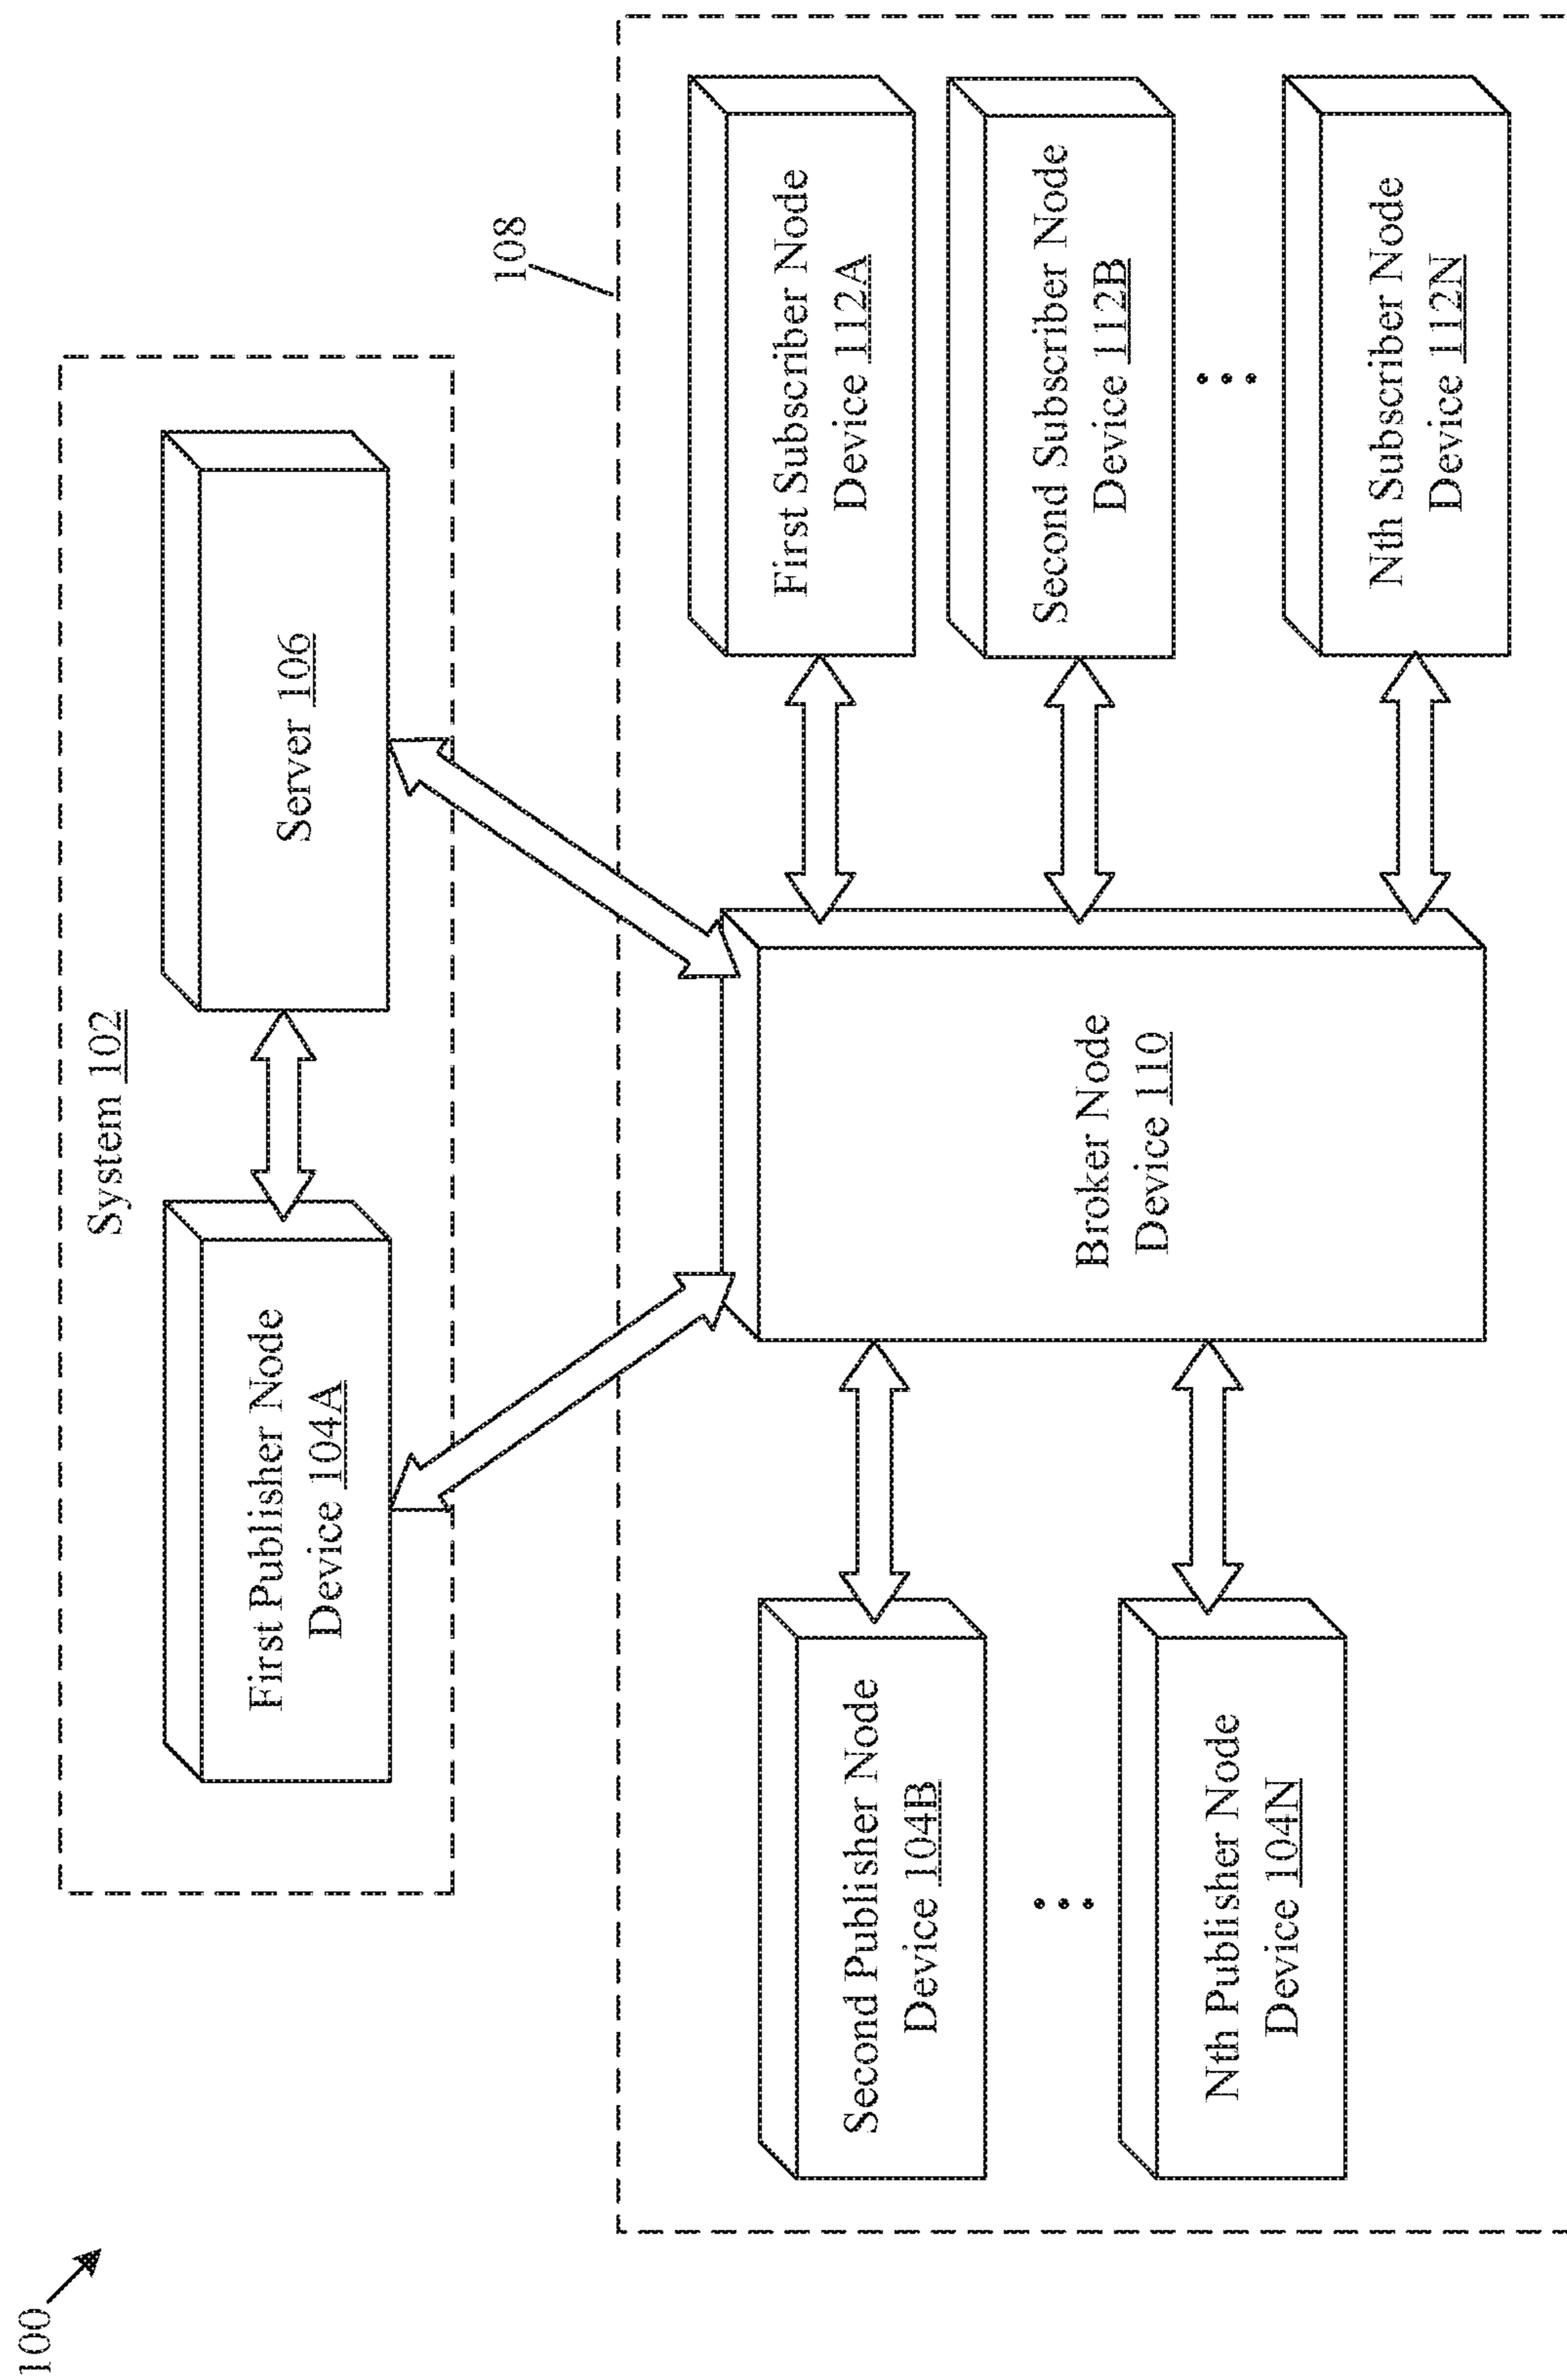 100
System 102
First Publisher Node
Device 104A
Server 106
108
Second Publisher Node
Device 104B
Nth Publisher Node
Device 104N
Broker Node
Device 110
First Subscriber Node
Device 112A
Second Subscriber Node
Device 112B
Nth Subscriber Node
Device 112N